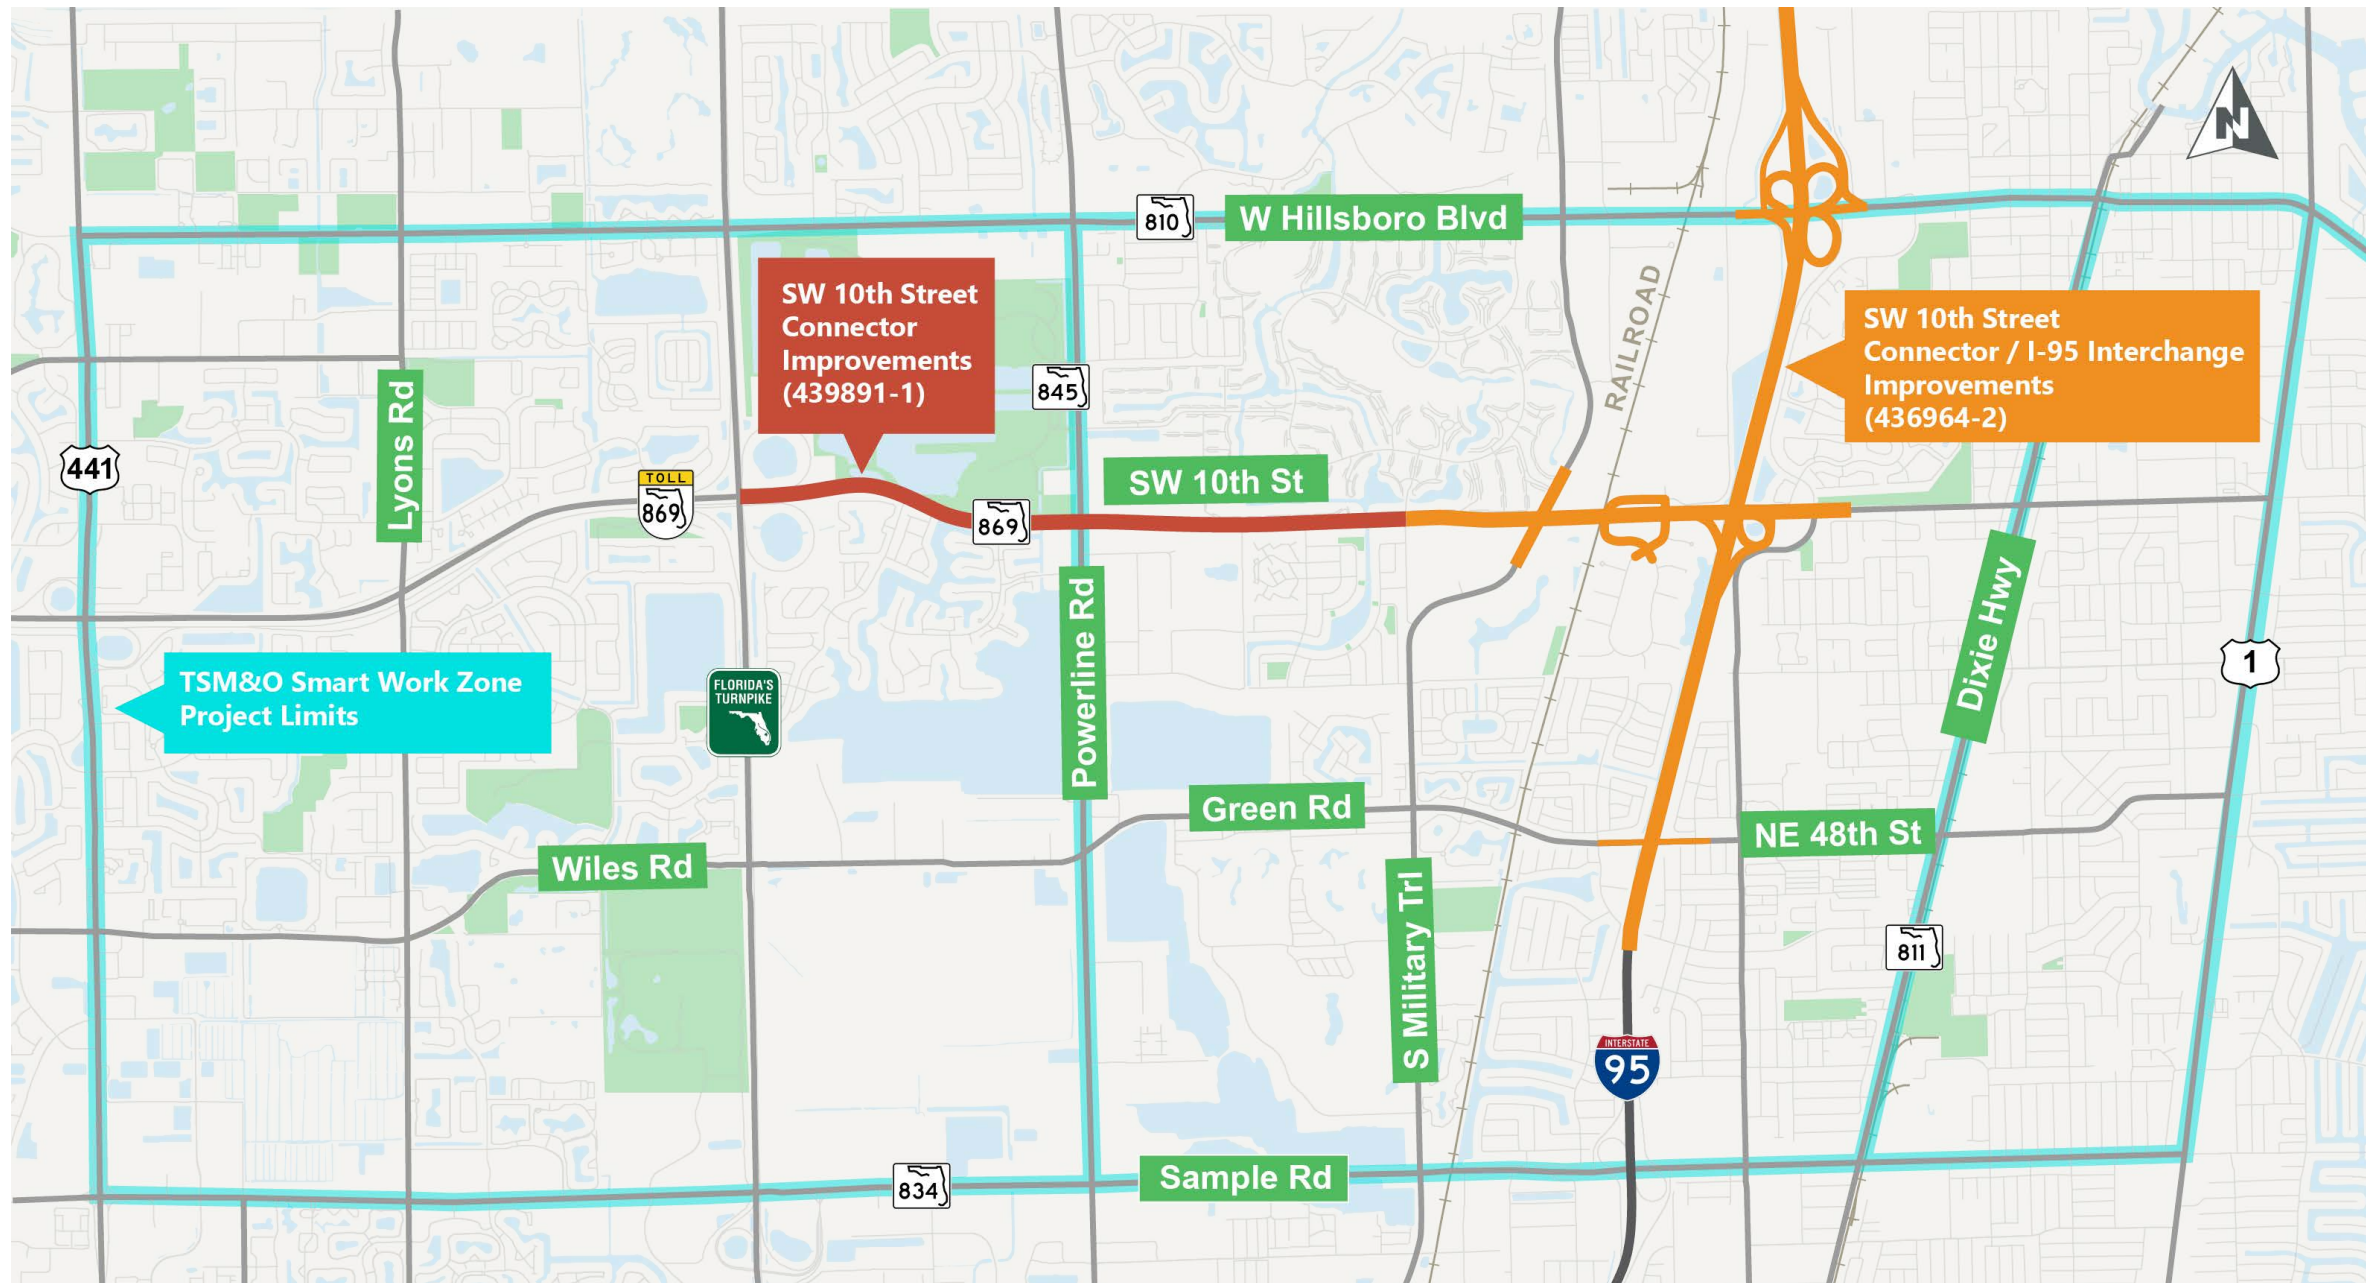 N
810
W Hillsboro Blvd
SW 10th Street
Connector
Improvements
(439891-1)
SW 10th Street
Connector / I-95 Interchange
Improvements
(436964-2)
RAILROAD
845
Lyons Rd
441
TOLL
869
SW 10th St
869
Powerline Rd
Dixie Hwy
1
TSM&O Smart Work Zone
Project Limits
FLORIDA'S
TURNPIKE
Green Rd
NE 48th St
Wiles Rd
S Military Trl
811
INTERSTATE
95
834
Sample Rd